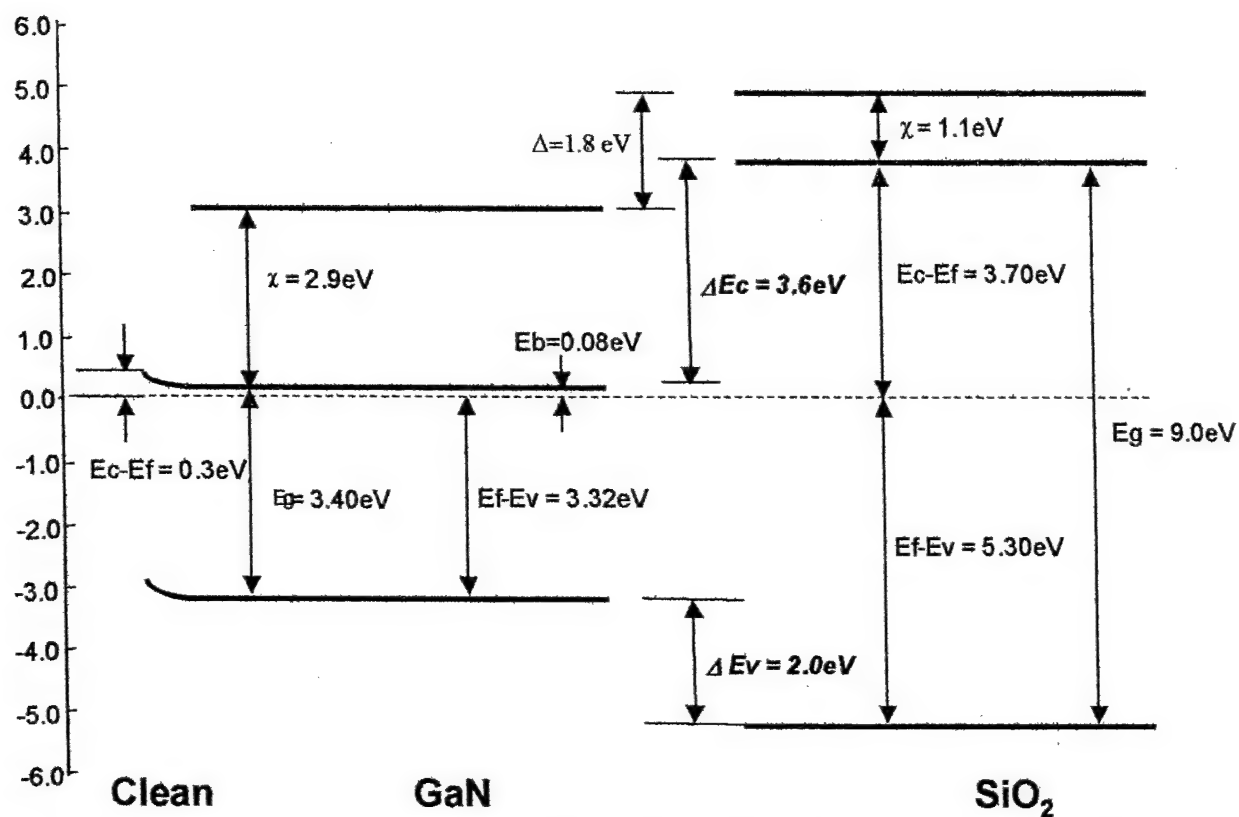 6.0
5.0
4.0
3.0
2.0
1.0
0.0
-1.0
-2.0
-3.0
-4.0
-5.0
-6.0
Δ=1.8 eV
χ = 1.1eV
χ = 2.9eV
ΔEc = 3.6eV
Ec-Ef = 3.70eV
Eb=0.08eV
Ec-Ef = 0.3eV
Eg= 3.40eV
Ef-Ev = 3.32eV
Eg = 9.0eV
Ef-Ev = 5.30eV
Δ Ev = 2.0eV
Clean
GaN
SiO₂